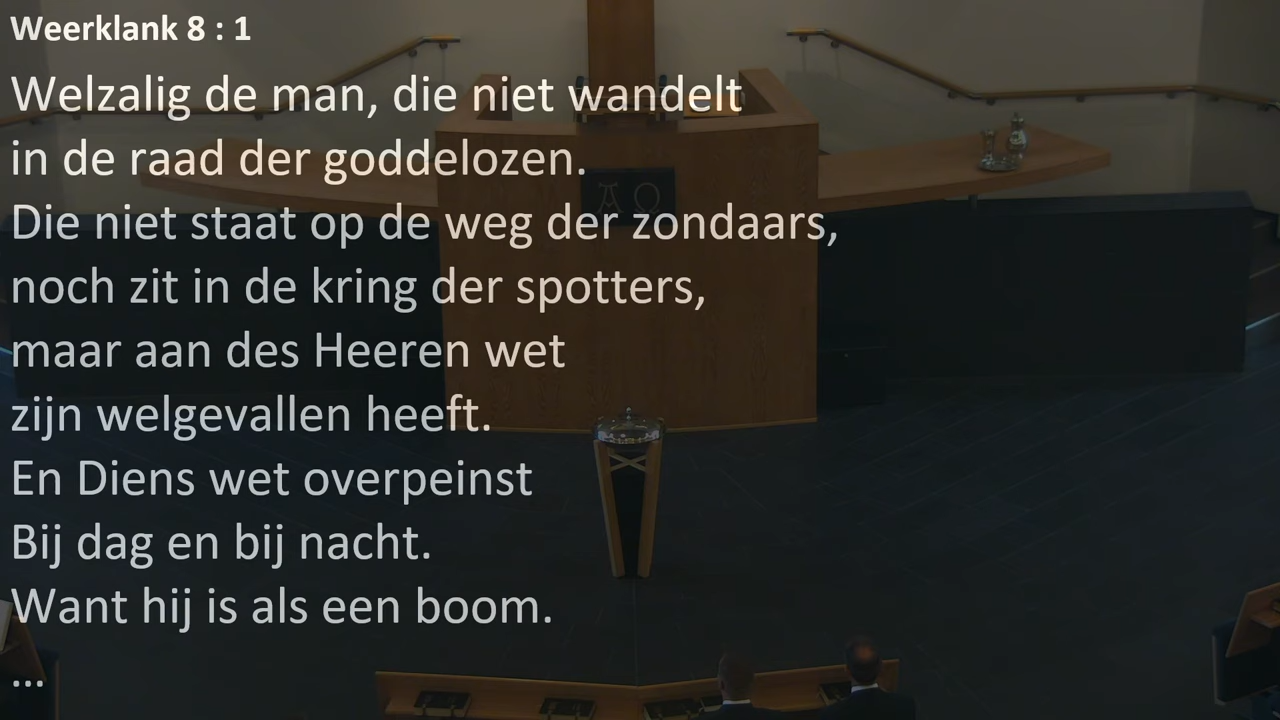 Weerklank 8 : 1
Welzalig de man, die niet wandelt
in de raad der goddelozen.
Die niet staat op de weg der zondaars,
noch zit in de kring der spotters,
maar aan des Heeren wet
zijn welgevallen heeft.
En Diens wet overpeinst
Bij dag en bij nacht.
Want hij is als een boom.
...
Α Ω